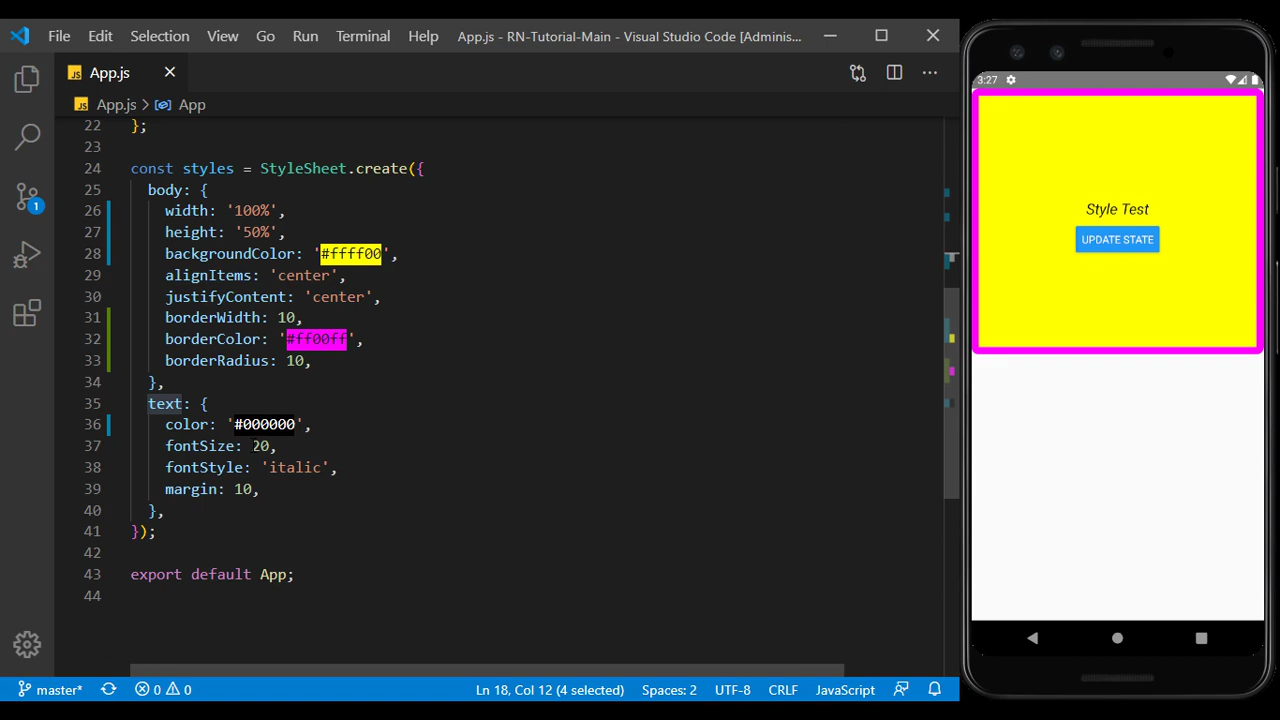 File Edit Selection View Go Run Terminal Help App.js - RN-Tutorial-Main - Visual Studio Code [Adminis...
JS App.js
JS App.js > App
22 };
23
24 const styles = StyleSheet.create({
25 body: {
26 width: '100%',
27 height: '50%',
28 backgroundColor: '#ffff00',
29 alignItems: 'center',
30 justifyContent: 'center',
31 borderWidth: 10,
32 borderColor: '#ff00ff',
33 borderRadius: 10,
34 },
35 text: {
36 color: '#000000',
37 fontSize: 20,
38 fontStyle: 'italic',
39 margin: 10,
40 },
41 });
42
43 export default App;
44
1
master* 0 0 Ln 18, Col 12 (4 selected) Spaces: 2 UTF-8 CRLF JavaScript
3:27
Style Test
UPDATE STATE